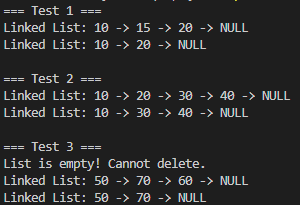 === Test 1 ===
Linked List: 10 -> 15 -> 20 -> NULL
Linked List: 10 -> 20 -> NULL

=== Test 2 ===
Linked List: 10 -> 20 -> 30 -> 40 -> NULL
Linked List: 10 -> 30 -> 40 -> NULL

=== Test 3 ===
List is empty! Cannot delete.
Linked List: 50 -> 70 -> 60 -> NULL
Linked List: 50 -> 70 -> NULL